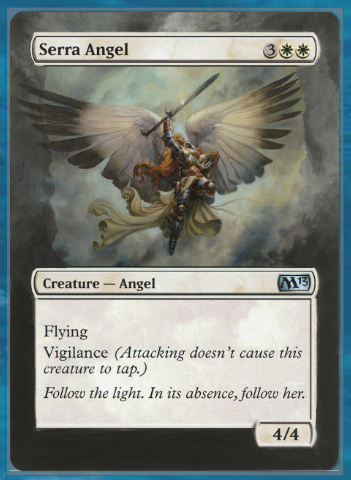 Serra Angel 3
Creature — Angel M13
Flying
Vigilance (Attacking doesn't cause this
creature to tap.)
Follow the light. In its absence, follow her.
4/4